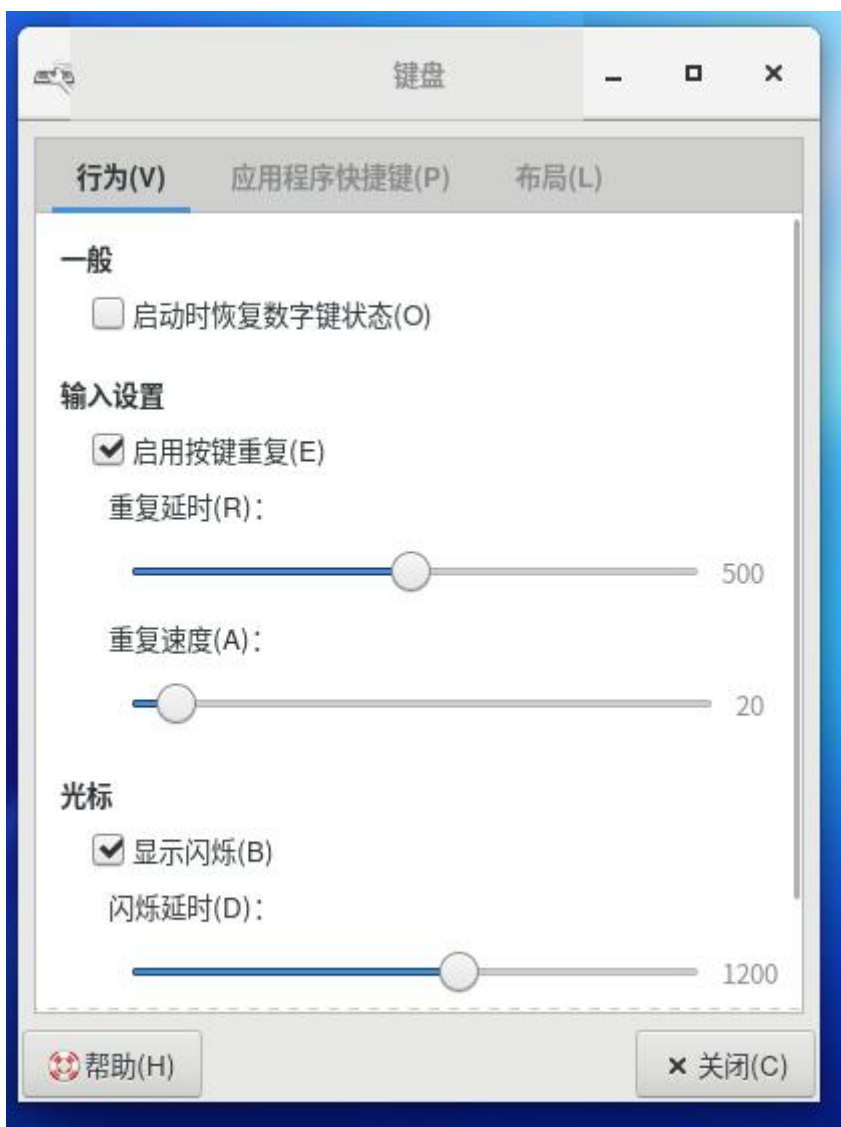 键盘
行为(V) 应用程序快捷键(P) 布局(L)
一般
启动时恢复数字键状态(O)
输入设置
启用按键重复(E)
重复延时(R)：
500
重复速度(A)：
20
光标
显示闪烁(B)
闪烁延时(D)：
1200
帮助(H) 关闭(C)